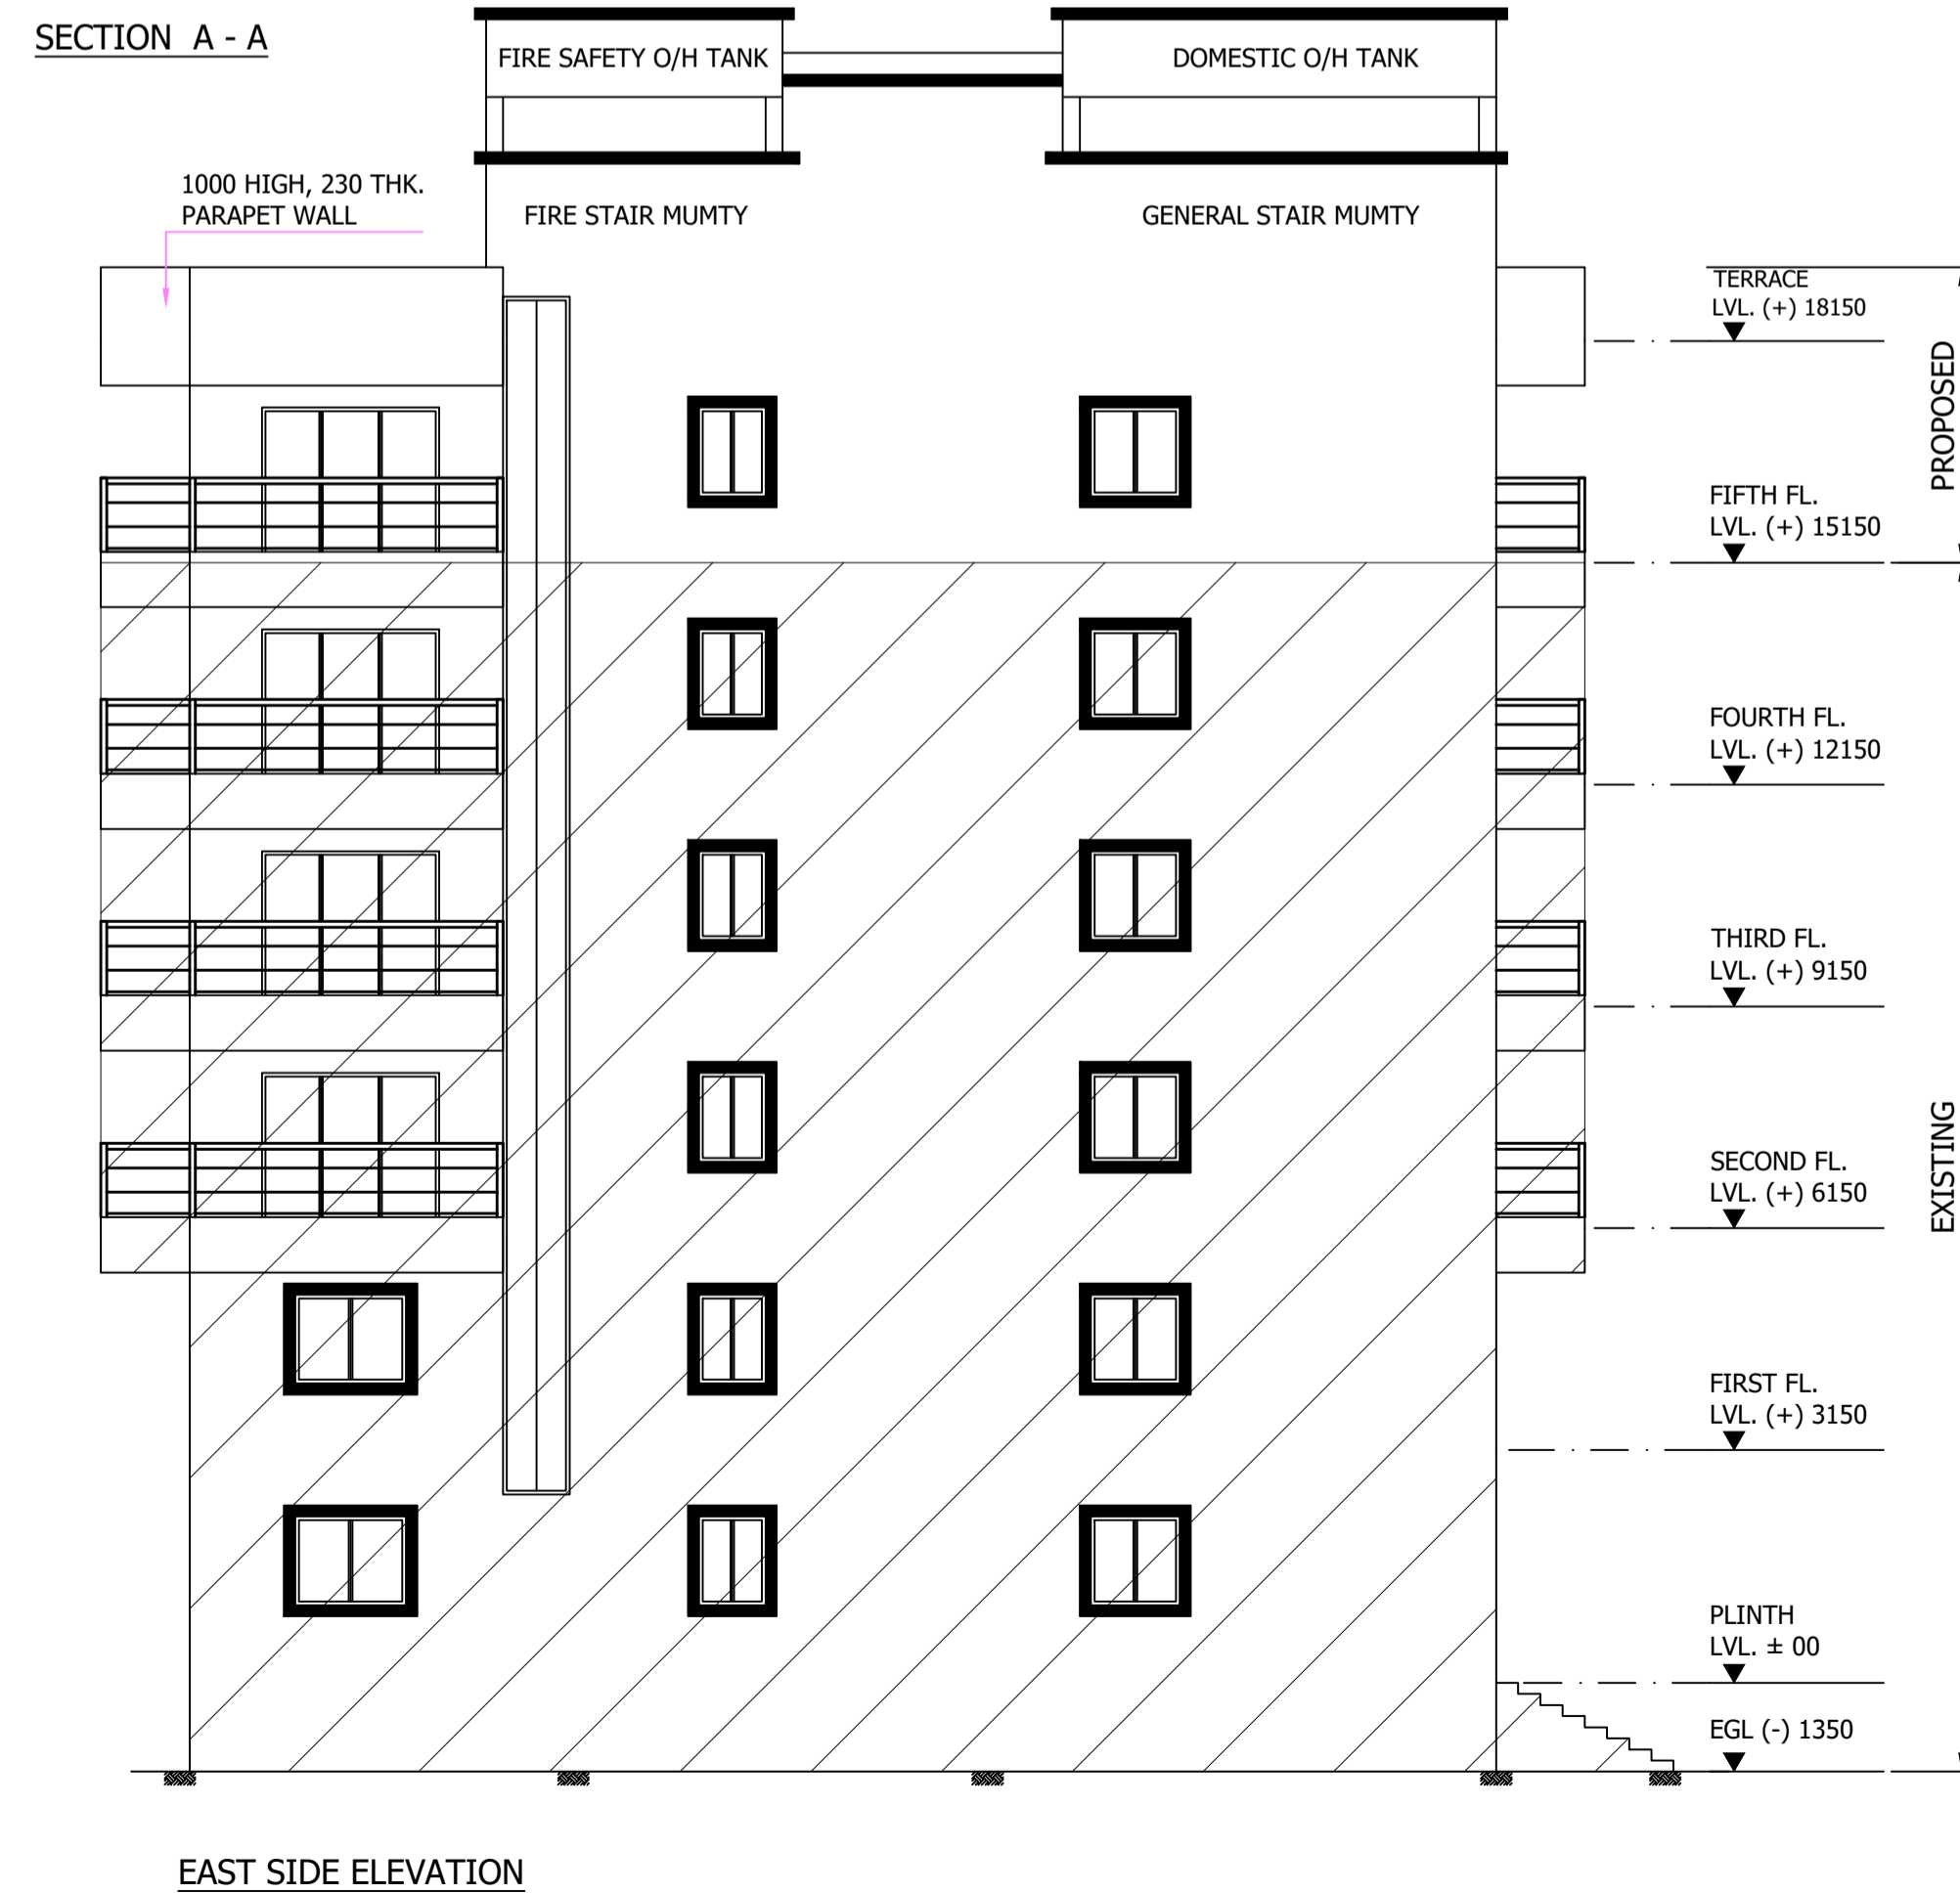 SECTION A - A
FIRE SAFETY O/H TANK
DOMESTIC O/H TANK
1000 HIGH, 230 THK.
PARAPET WALL
FIRE STAIR MUMTY
GENERAL STAIR MUMTY
TERRACE
LVL. (+) 18150
PROPOSED
FIFTH FL.
LVL. (+) 15150
FOURTH FL.
LVL. (+) 12150
THIRD FL.
LVL. (+) 9150
EXISTING
SECOND FL.
LVL. (+) 6150
FIRST FL.
LVL. (+) 3150
PLINTH
LVL. ± 00
EGL (-) 1350
EAST SIDE ELEVATION